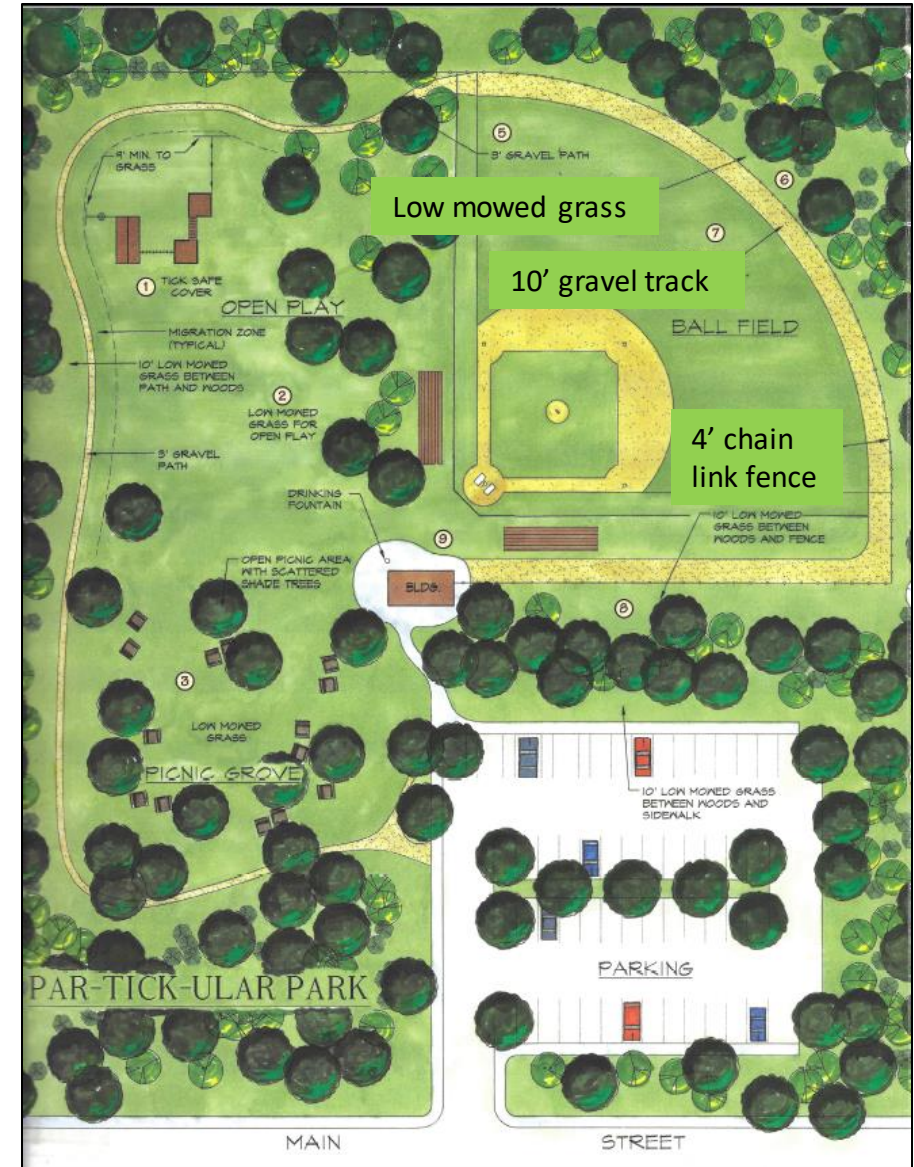 5
3' GRAVEL PATH
9' MIN. TO
GRASS
6
Low mowed grass
7
1
TICK SAFE
COVER
10' gravel track
OPEN PLAY
BALL FIELD
MIGRATION ZONE
(TYPICAL)
10' LOW MOWED
GRASS BETWEEN
PATH AND WOODS
2
LOW MOWED
GRASS FOR
OPEN PLAY
4' chain
link fence
3' GRAVEL
PATH
DRINKING
FOUNTAIN
10' LOW MOWED
GRASS BETWEEN
WOODS AND FENCE
9
OPEN PICNIC AREA
WITH SCATTERED
SHADE TREES
BLDG.
8
3
LOW MOWED
GRASS
PICNIC GROVE
10' LOW MOWED GRASS
BETWEEN WOODS AND
SIDEWALK
PARKING
PAR-TICK-ULAR PARK
MAIN STREET